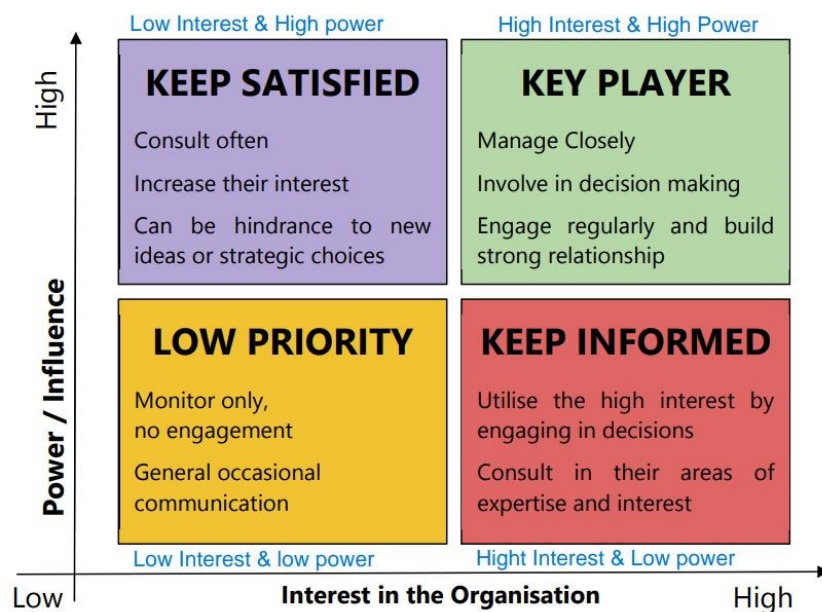 Low Interest & High power
High Interest & High Power
High
KEEP SATISFIED
Consult often
Increase their interest
Can be hindrance to new
ideas or strategic choices
KEY PLAYER
Manage Closely
Involve in decision making
Engage regularly and build
strong relationship
Power / Influence
LOW PRIORITY
Monitor only,
no engagement
General occasional
communication
KEEP INFORMED
Utilise the high interest by
engaging in decisions
Consult in their areas of
expertise and interest
Low Interest & low power
Hight Interest & Low power
Low
Interest in the Organisation
High